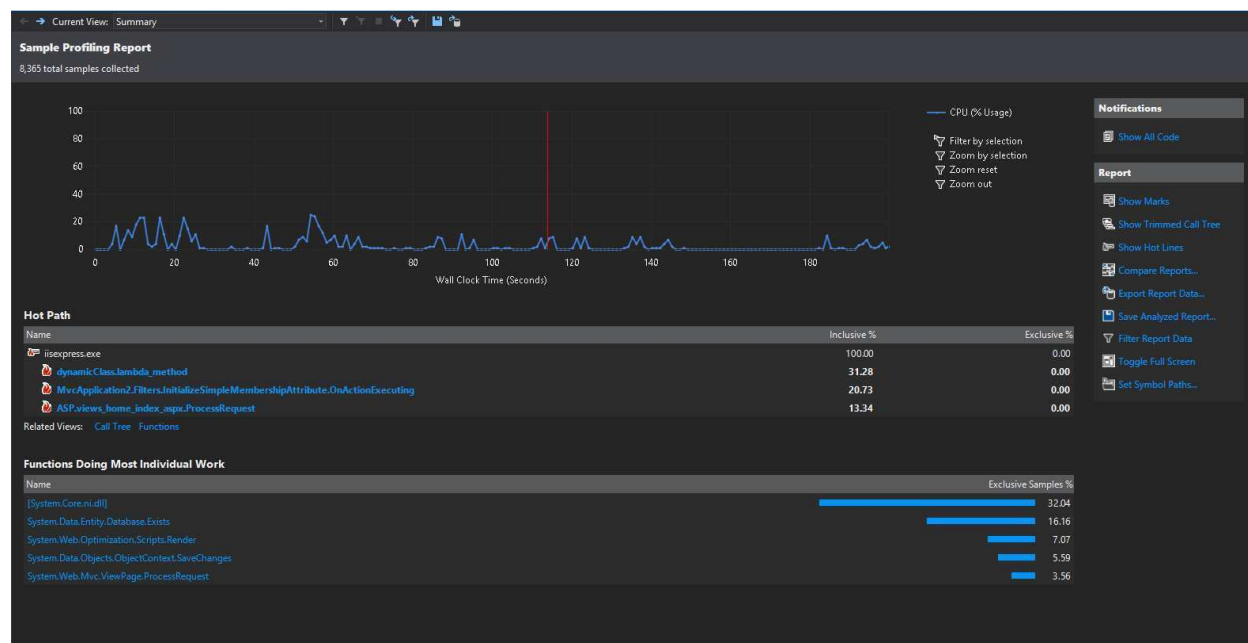 Current View: Summary
Sample Profiling Report
8,365 total samples collected
100
80
60
40
20
0
0 20 40 60 80 100 120 140 160 180
Wall Clock Time (Seconds)
CPU (% Usage)
Filter by selection
Zoom by selection
Zoom reset
Zoom out
Notifications
Show All Code
Report
Show Marks
Show Trimmed Call Tree
Show Hot Lines
Compare Reports...
Export Report Data...
Save Analyzed Report...
Filter Report Data
Toggle Full Screen
Set Symbol Paths...
Hot Path
Name Inclusive % Exclusive %
iisexpress.exe 100.00 0.00
dynamicClass.lambda_method 31.28 0.00
MvcApplication2.Filters.InitializeSimpleMembershipAttribute.OnActionExecuting 20.73 0.00
ASP.views_home_index_aspx.ProcessRequest 13.34 0.00
Related Views: Call Tree Functions
Functions Doing Most Individual Work
Name Exclusive Samples %
[System.Core.ni.dll] 32.04
System.Data.Entity.Database.Exists 16.16
System.Web.Optimization.Scripts.Render 7.07
System.Data.Objects.ObjectContext.SaveChanges 5.59
System.Web.Mvc.ViewPage.ProcessRequest 3.56